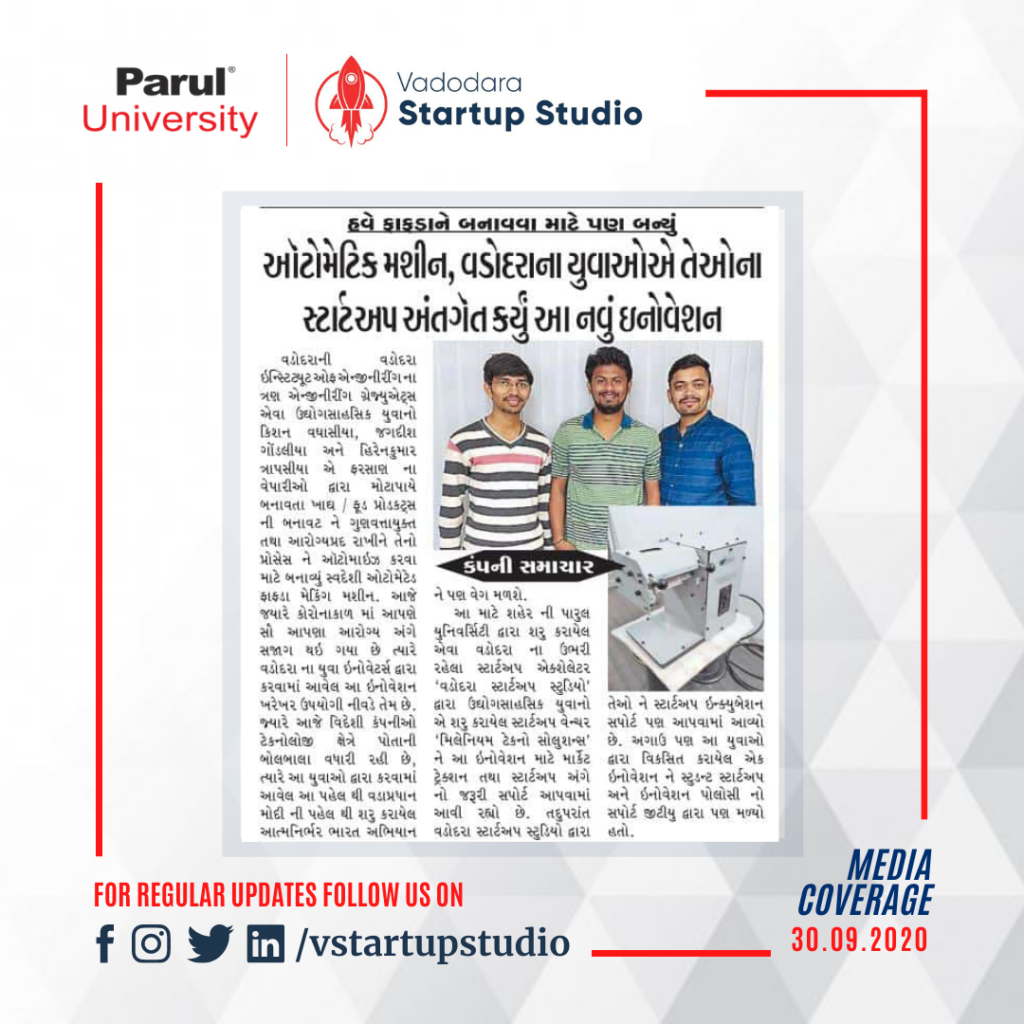 Parul®
University
Vadodara
Startup Studio
હવે ફાફડાને બનાવવા માટે પણ બન્યું
ઑટોમેટિક મશીન, વડોદરાના યુવાઓએ તેઓના
સ્ટાર્ટઅપ અંતર્ગત કર્યું આ નવું ઇનોવેશન
વડોદરાની વડોદરા
ઇન્સ્ટિટ્યૂટ ઓફ એન્જીનીરીંગ ના
ત્રણ એન્જીનીરીંગ ગ્રેજ્યુએટ્સ
એવા ઉદ્યોગસાહસિક યુવાનો
કિશન વઘાસીયા, જગદીશ
ગોંડલીયા અને હિરેનકુમાર
ત્રાપસીયા એ ફરસાણ ના
વેપારીઓ દ્વારા મોટાપાયે
બનાવતા ખાદ્ય / ફૂડ પ્રોડક્ટ્સ
ની બનાવટ ને ગુણવત્તાયુક્ત
તથા આરોગ્યપ્રદ રાખીને તેનો
પ્રોસેસ ને ઑટોમાઇઝ કરવા
માટે બનાવ્યું સ્વદેશી ઓટોમેટેડ
ફાફડા મેકિંગ મશીન. આજે
જયારે કોરોનાકાળ માં આપણે
સૌ આપણા આરોગ્ય અંગે
સજાગ થઇ ગયા છે ત્યારે
વડોદરા ના યુવા ઇનોવેટર્સ દ્વારા
કરવામાં આવેલ આ ઇનોવેશન
ખરેખર ઉપયોગી નીવડે તેમ છે.
જ્યારે આજે વિદેશી કંપનીઓ
ટેકનોલોજી ક્ષેત્રે પોતાની
બોલબાલા વધારી રહી છે,
ત્યારે આ યુવાઓ દ્વારા કરવામાં
આવેલ આ પહેલ થી વડાપ્રધાન
મોદી ની પહેલ થી શરુ કરાયેલ
આત્મનિર્ભર ભારત અભિયાન
કંપની સમાચાર
ને પણ વેગ મળશે.
આ માટે શહેર ની પારુલ
યુનિવર્સિટી દ્વારા શરુ કરાયેલ
એવા વડોદરા ના ઉભરી
રહેલા સ્ટાર્ટઅપ એક્શેલેટર
'વડોદરા સ્ટાર્ટઅપ સ્ટુડિયો'
દ્વારા ઉદ્યોગસાહસિક યુવાનો
એ શરુ કરાયેલ સ્ટાર્ટઅપ વેન્ચર
'મિલેનિયમ ટેકનો સોલુશન્સ'
ને આ ઇનોવેશન માટે માર્કેટ
ટ્રેક્શન તથા સ્ટાર્ટઅપ અંગે
નો જરૂરી સપોર્ટ આપવામાં
આવી રહ્યો છે. તદુપરાંત
વડોદરા સ્ટાર્ટઅપ સ્ટુડિયો દ્વારા
તેઓ ને સ્ટાર્ટઅપ ઇન્ક્યુબેશન
સપોર્ટ પણ આપવામાં આવ્યો
છે. અગાઉ પણ આ યુવાઓ
દ્વારા વિકસિત કરાયેલ એક
ઇનોવેશન ને સ્ટુડન્ટ સ્ટાર્ટઅપ
અને ઇનોવેશન પોલોસી નો
સપોર્ટ જીટીયુ દ્વારા પણ મળ્યો
હતો.
FOR REGULAR UPDATES FOLLOW US ON
/vstartupstudio
MEDIA
COVERAGE
30.09.2020